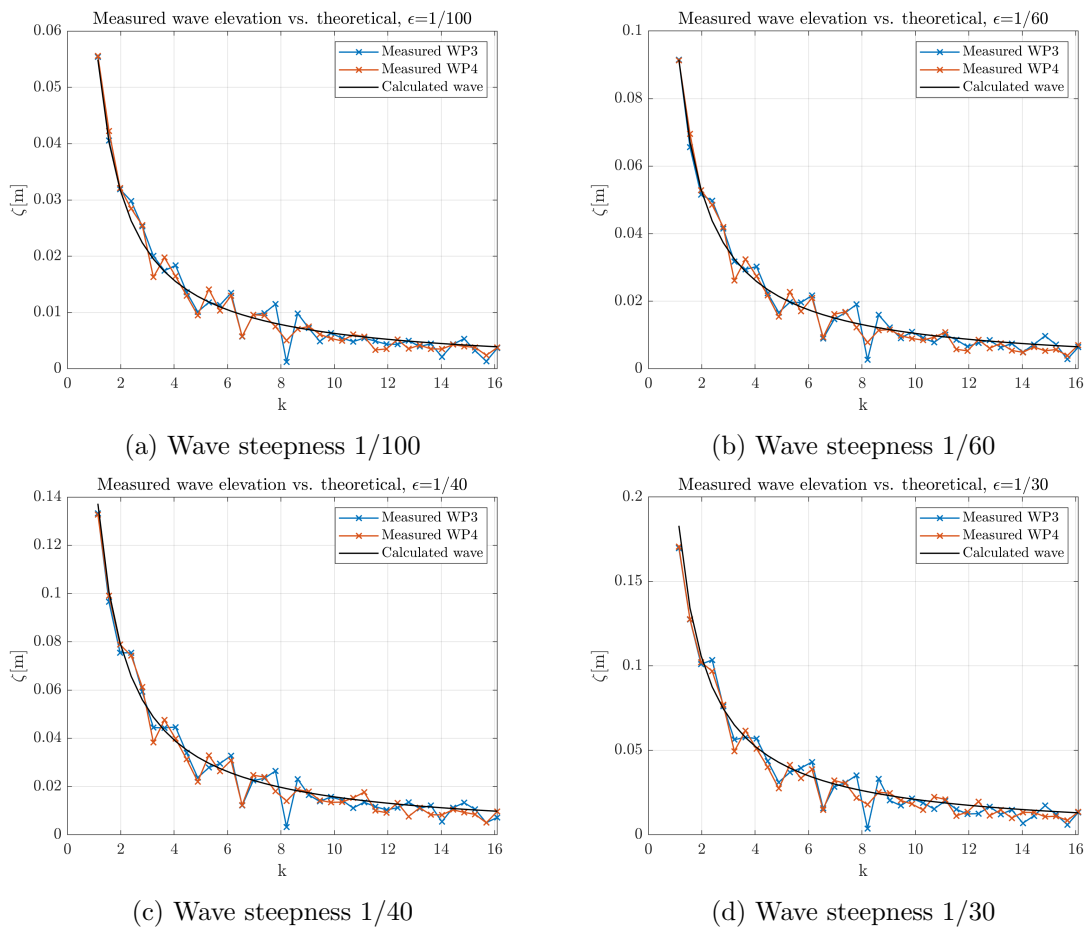 Measured wave elevation vs. theoretical, ϵ=1/100
0.06
0.05
0.04
0.03
0.02
0.01
0
ζ[m]
0 2 4 6 8 10 12 14 16
k
Measured WP3
Measured WP4
Calculated wave
(a) Wave steepness 1/100
Measured wave elevation vs. theoretical, ϵ=1/60
0.1
0.08
0.06
0.04
0.02
0
ζ[m]
0 2 4 6 8 10 12 14 16
k
Measured WP3
Measured WP4
Calculated wave
(b) Wave steepness 1/60
Measured wave elevation vs. theoretical, ϵ=1/40
0.14
0.12
0.1
0.08
0.06
0.04
0.02
0
ζ[m]
0 2 4 6 8 10 12 14 16
k
Measured WP3
Measured WP4
Calculated wave
(c) Wave steepness 1/40
Measured wave elevation vs. theoretical, ϵ=1/30
0.2
0.15
0.1
0.05
0
ζ[m]
0 2 4 6 8 10 12 14 16
k
Measured WP3
Measured WP4
Calculated wave
(d) Wave steepness 1/30